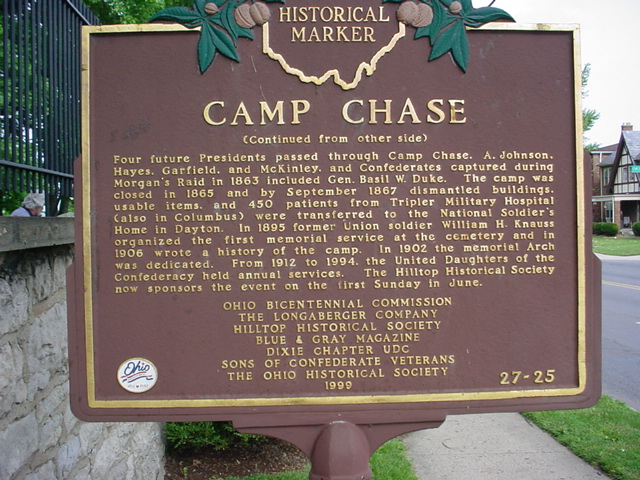 HISTORICAL
MARKER
CAMP CHASE
(Continued from other side)
Four future Presidents passed through Camp Chase, A. Johnson,
Hayes, Garfield, and McKinley, and Confederates captured during
Morgan's Raid in 1863 included Gen. Basil W. Duke. The camp was
closed in 1865 and by September 1867 dismantled buildings,
usable items, and 450 patients from Tripler Military Hospital
(also in Columbus) were transferred to the National Soldier's
Home in Dayton. In 1895 former Union soldier William H. Knauss
organized the first memorial service at the cemetery and in
1906 wrote a history of the camp. In 1902 the memorial Arch
was dedicated. From 1912 to 1994, the United Daughters of the
Confederacy held annual services. The Hilltop Historical Society
now sponsors the event on the first Sunday in June.
OHIO BICENTENNIAL COMMISSION
THE LONGABERGER COMPANY
HILLTOP HISTORICAL SOCIETY
BLUE & GRAY MAGAZINE
DIXIE CHAPTER UDC
SONS OF CONFEDERATE VETERANS
THE OHIO HISTORICAL SOCIETY
1999
27-25
Ohio